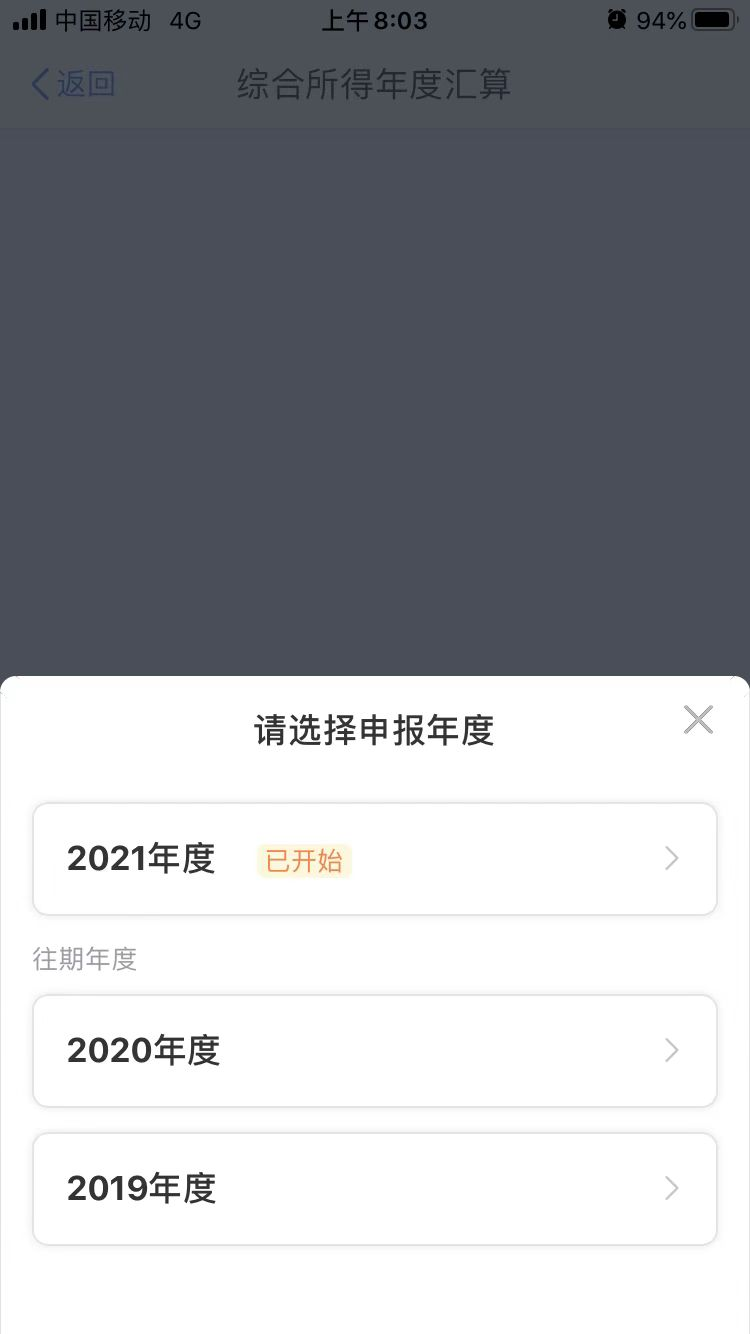 中国移动 4G 上午8:03 94%
返回 综合所得年度汇算
请选择申报年度
2021年度 已开始
往期年度
2020年度
2019年度